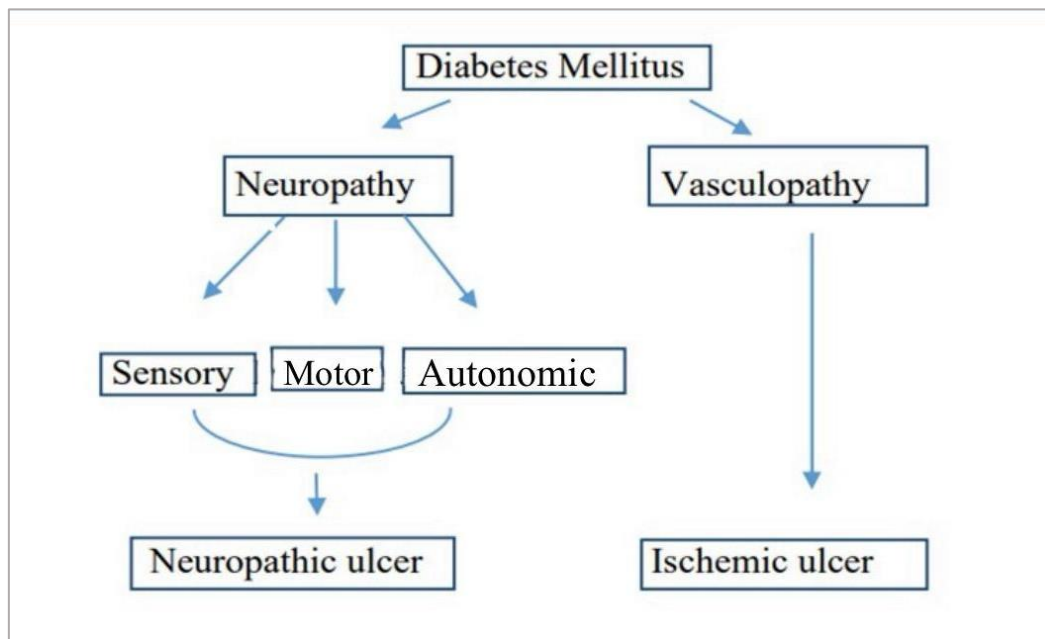 Diabetes Mellitus
Neuropathy
Vasculopathy
Sensory
Motor
Autonomic
Neuropathic ulcer
Ischemic ulcer